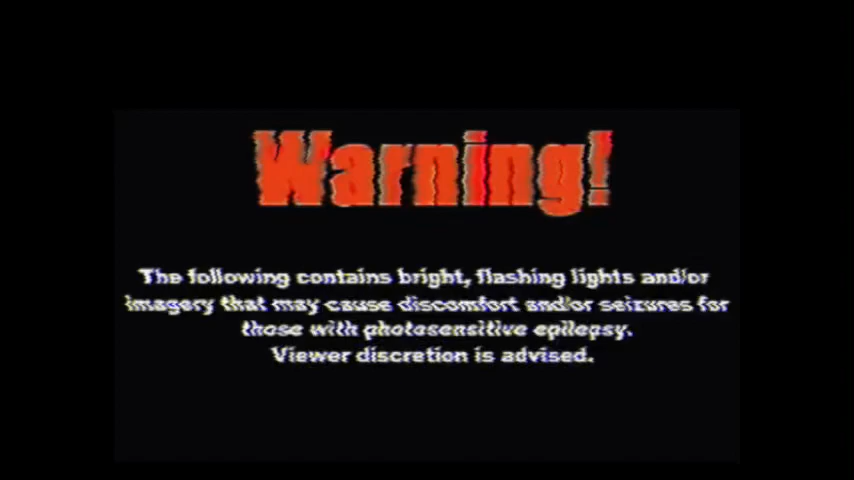 Warning!
The following contains bright, flashing lights and/or
imagery that may cause discomfort and/or seizures for
those with photosensitive epilepsy.
Viewer discretion is advised.